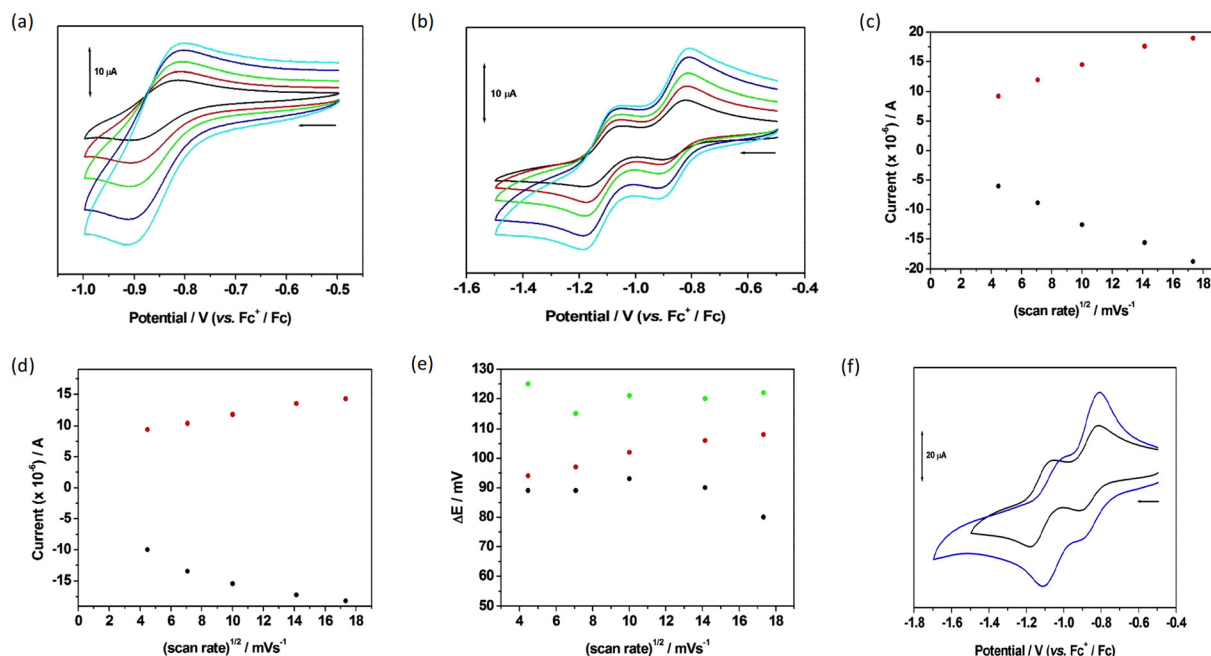 (a)
10 µA
-1.0 -0.9 -0.8 -0.7 -0.6 -0.5
Potential / V (vs. Fc⁺ / Fc)
(b)
10 µA
-1.6 -1.4 -1.2 -1.0 -0.8 -0.6 -0.4
Potential / V (vs. Fc⁺ / Fc)
(c)
Current (x 10⁻⁶) / A
20
15
10
5
0
-5
-10
-15
-20
0 2 4 6 8 10 12 14 16 18
(scan rate)¹ᐟ² / mVs⁻¹
(d)
Current (x 10⁻⁶) / A
15
10
5
0
-5
-10
-15
0 2 4 6 8 10 12 14 16 18
(scan rate)¹ᐟ² / mVs⁻¹
(e)
ΔE / mV
130
120
110
100
90
80
70
60
50
0 2 4 6 8 10 12 14 16 18
(scan rate)¹ᐟ² / mVs⁻¹
(f)
20 µA
-1.8 -1.6 -1.4 -1.2 -1.0 -0.8 -0.6 -0.4
Potential / V (vs. Fc⁺ / Fc)